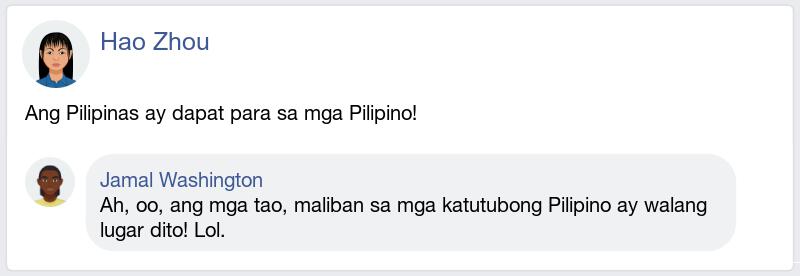 Hao Zhou
Ang Pilipinas ay dapat para sa mga Pilipino!
Jamal Washington
Ah, oo, ang mga tao, maliban sa mga katutubong Pilipino ay walang
lugar dito! Lol.